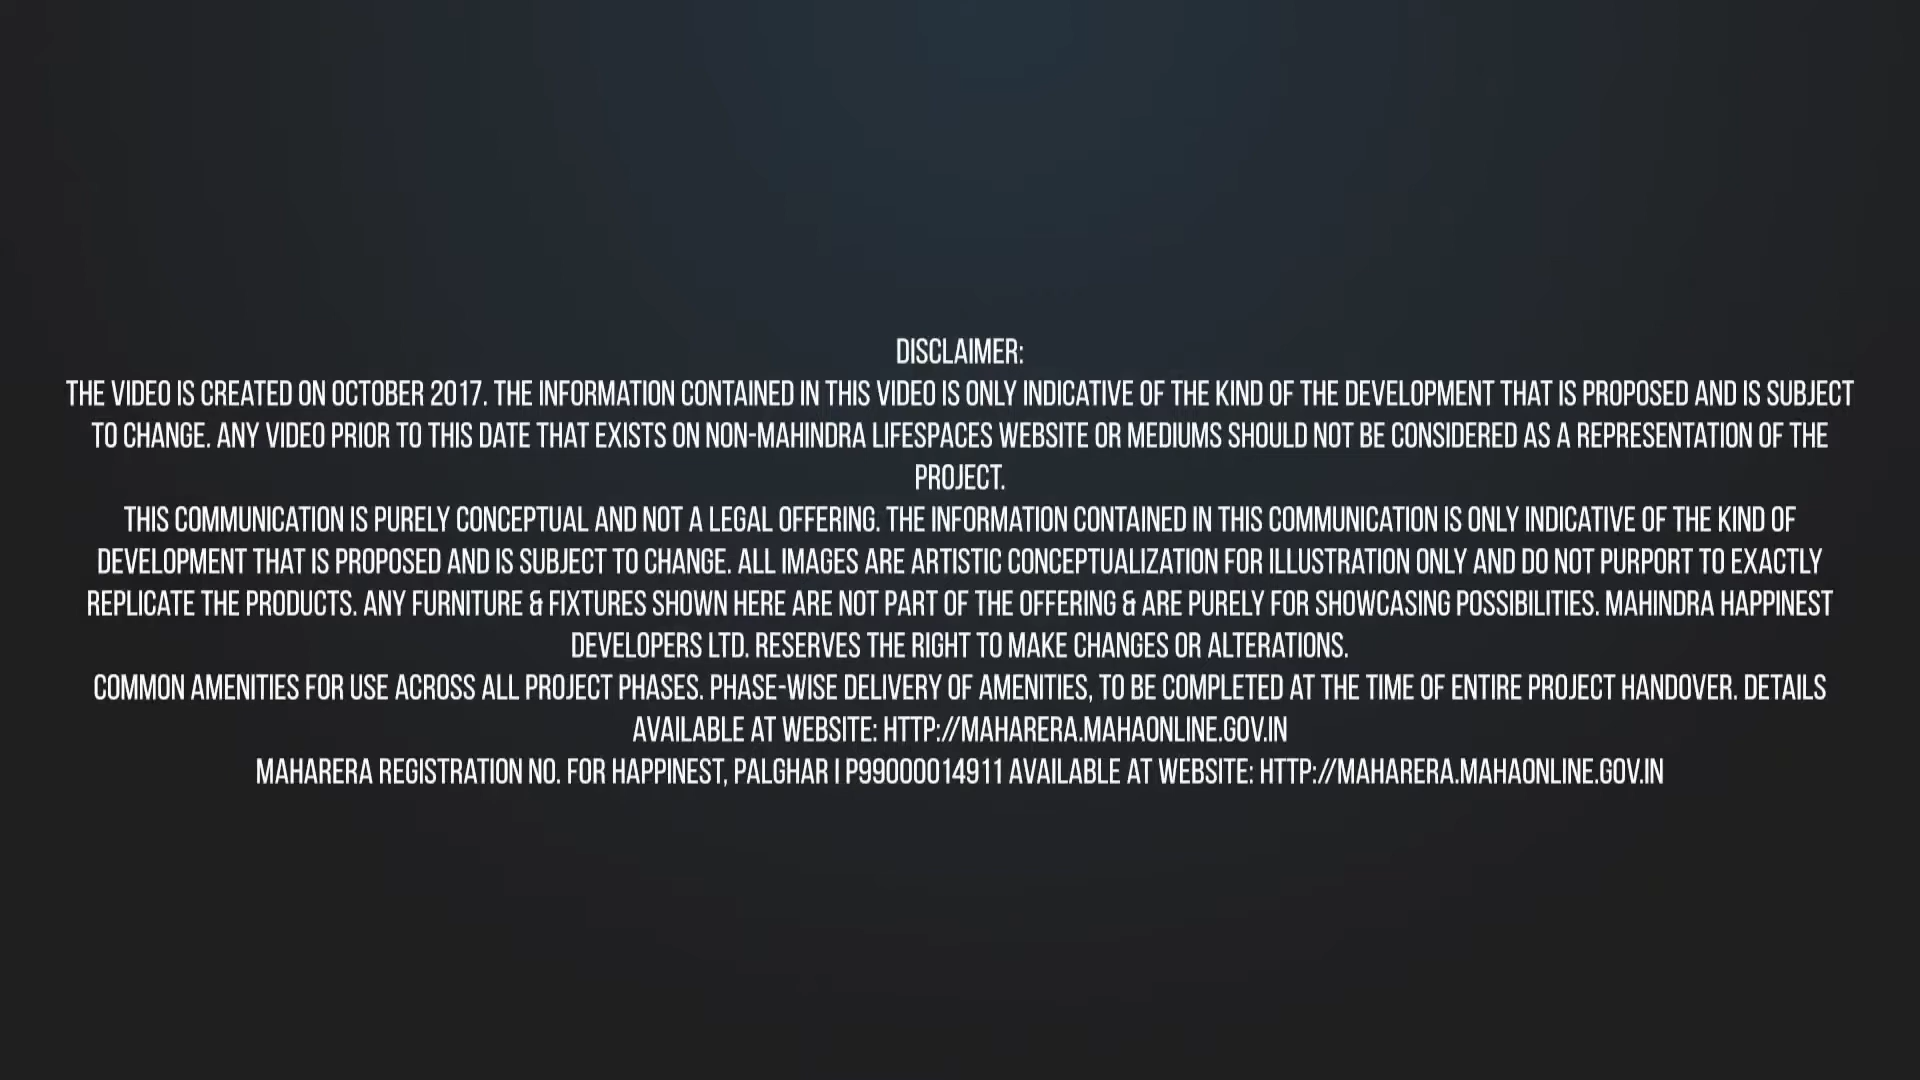 DISCLAIMER:
THE VIDEO IS CREATED ON OCTOBER 2017. THE INFORMATION CONTAINED IN THIS VIDEO IS ONLY INDICATIVE OF THE KIND OF THE DEVELOPMENT THAT IS PROPOSED AND IS SUBJECT
TO CHANGE. ANY VIDEO PRIOR TO THIS DATE THAT EXISTS ON NON-MAHINDRA LIFESPACES WEBSITE OR MEDIUMS SHOULD NOT BE CONSIDERED AS A REPRESENTATION OF THE
PROJECT.
THIS COMMUNICATION IS PURELY CONCEPTUAL AND NOT A LEGAL OFFERING. THE INFORMATION CONTAINED IN THIS COMMUNICATION IS ONLY INDICATIVE OF THE KIND OF
DEVELOPMENT THAT IS PROPOSED AND IS SUBJECT TO CHANGE. ALL IMAGES ARE ARTISTIC CONCEPTUALIZATION FOR ILLUSTRATION ONLY AND DO NOT PURPORT TO EXACTLY
REPLICATE THE PRODUCTS. ANY FURNITURE & FIXTURES SHOWN HERE ARE NOT PART OF THE OFFERING & ARE PURELY FOR SHOWCASING POSSIBILITIES. MAHINDRA HAPPINEST
DEVELOPERS LTD. RESERVES THE RIGHT TO MAKE CHANGES OR ALTERATIONS.
COMMON AMENITIES FOR USE ACROSS ALL PROJECT PHASES. PHASE-WISE DELIVERY OF AMENITIES, TO BE COMPLETED AT THE TIME OF ENTIRE PROJECT HANDOVER. DETAILS
AVAILABLE AT WEBSITE: HTTP://MAHARERA.MAHAONLINE.GOV.IN
MAHARERA REGISTRATION NO. FOR HAPPINEST, PALGHAR I P99000014911 AVAILABLE AT WEBSITE: HTTP://MAHARERA.MAHAONLINE.GOV.IN